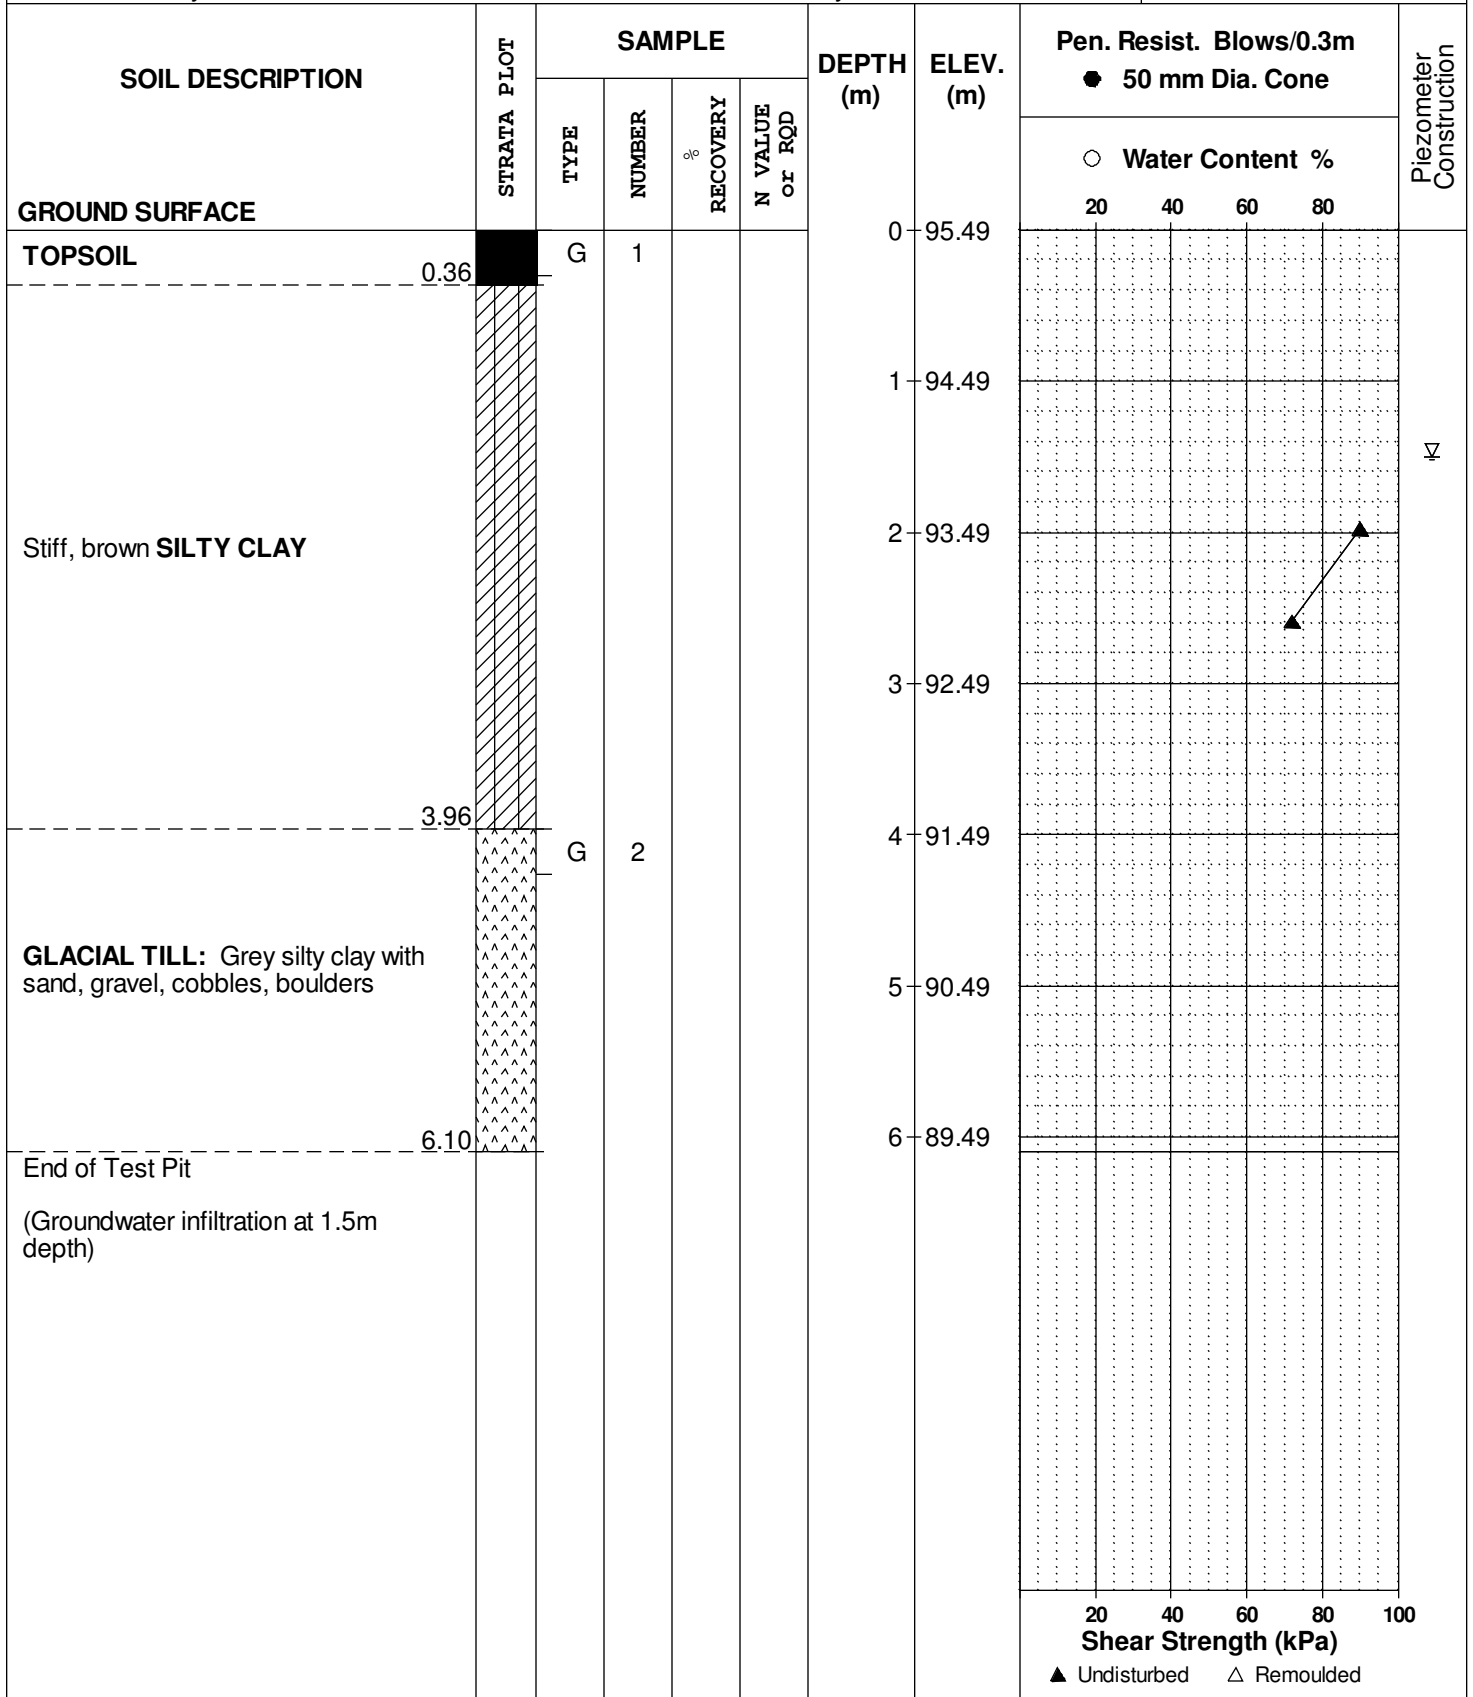 SOIL DESCRIPTION
GROUND SURFACE
STRATA PLOT
SAMPLE
TYPE
NUMBER
%
RECOVERY
N VALUE
or RQD
DEPTH
(m)
ELEV.
(m)
Pen. Resist. Blows/0.3m
● 50 mm Dia. Cone
○ Water Content %
20 40 60 80
Piezometer
Construction
TOPSOIL
0.36
G 1
0 95.49
1 94.49
Stiff, brown SILTY CLAY
2 93.49
3 92.49
3.96
G 2
4 91.49
GLACIAL TILL: Grey silty clay with
sand, gravel, cobbles, boulders
5 90.49
6.10
6 89.49
End of Test Pit
(Groundwater infiltration at 1.5m
depth)
20 40 60 80 100
Shear Strength (kPa)
▲ Undisturbed △ Remoulded